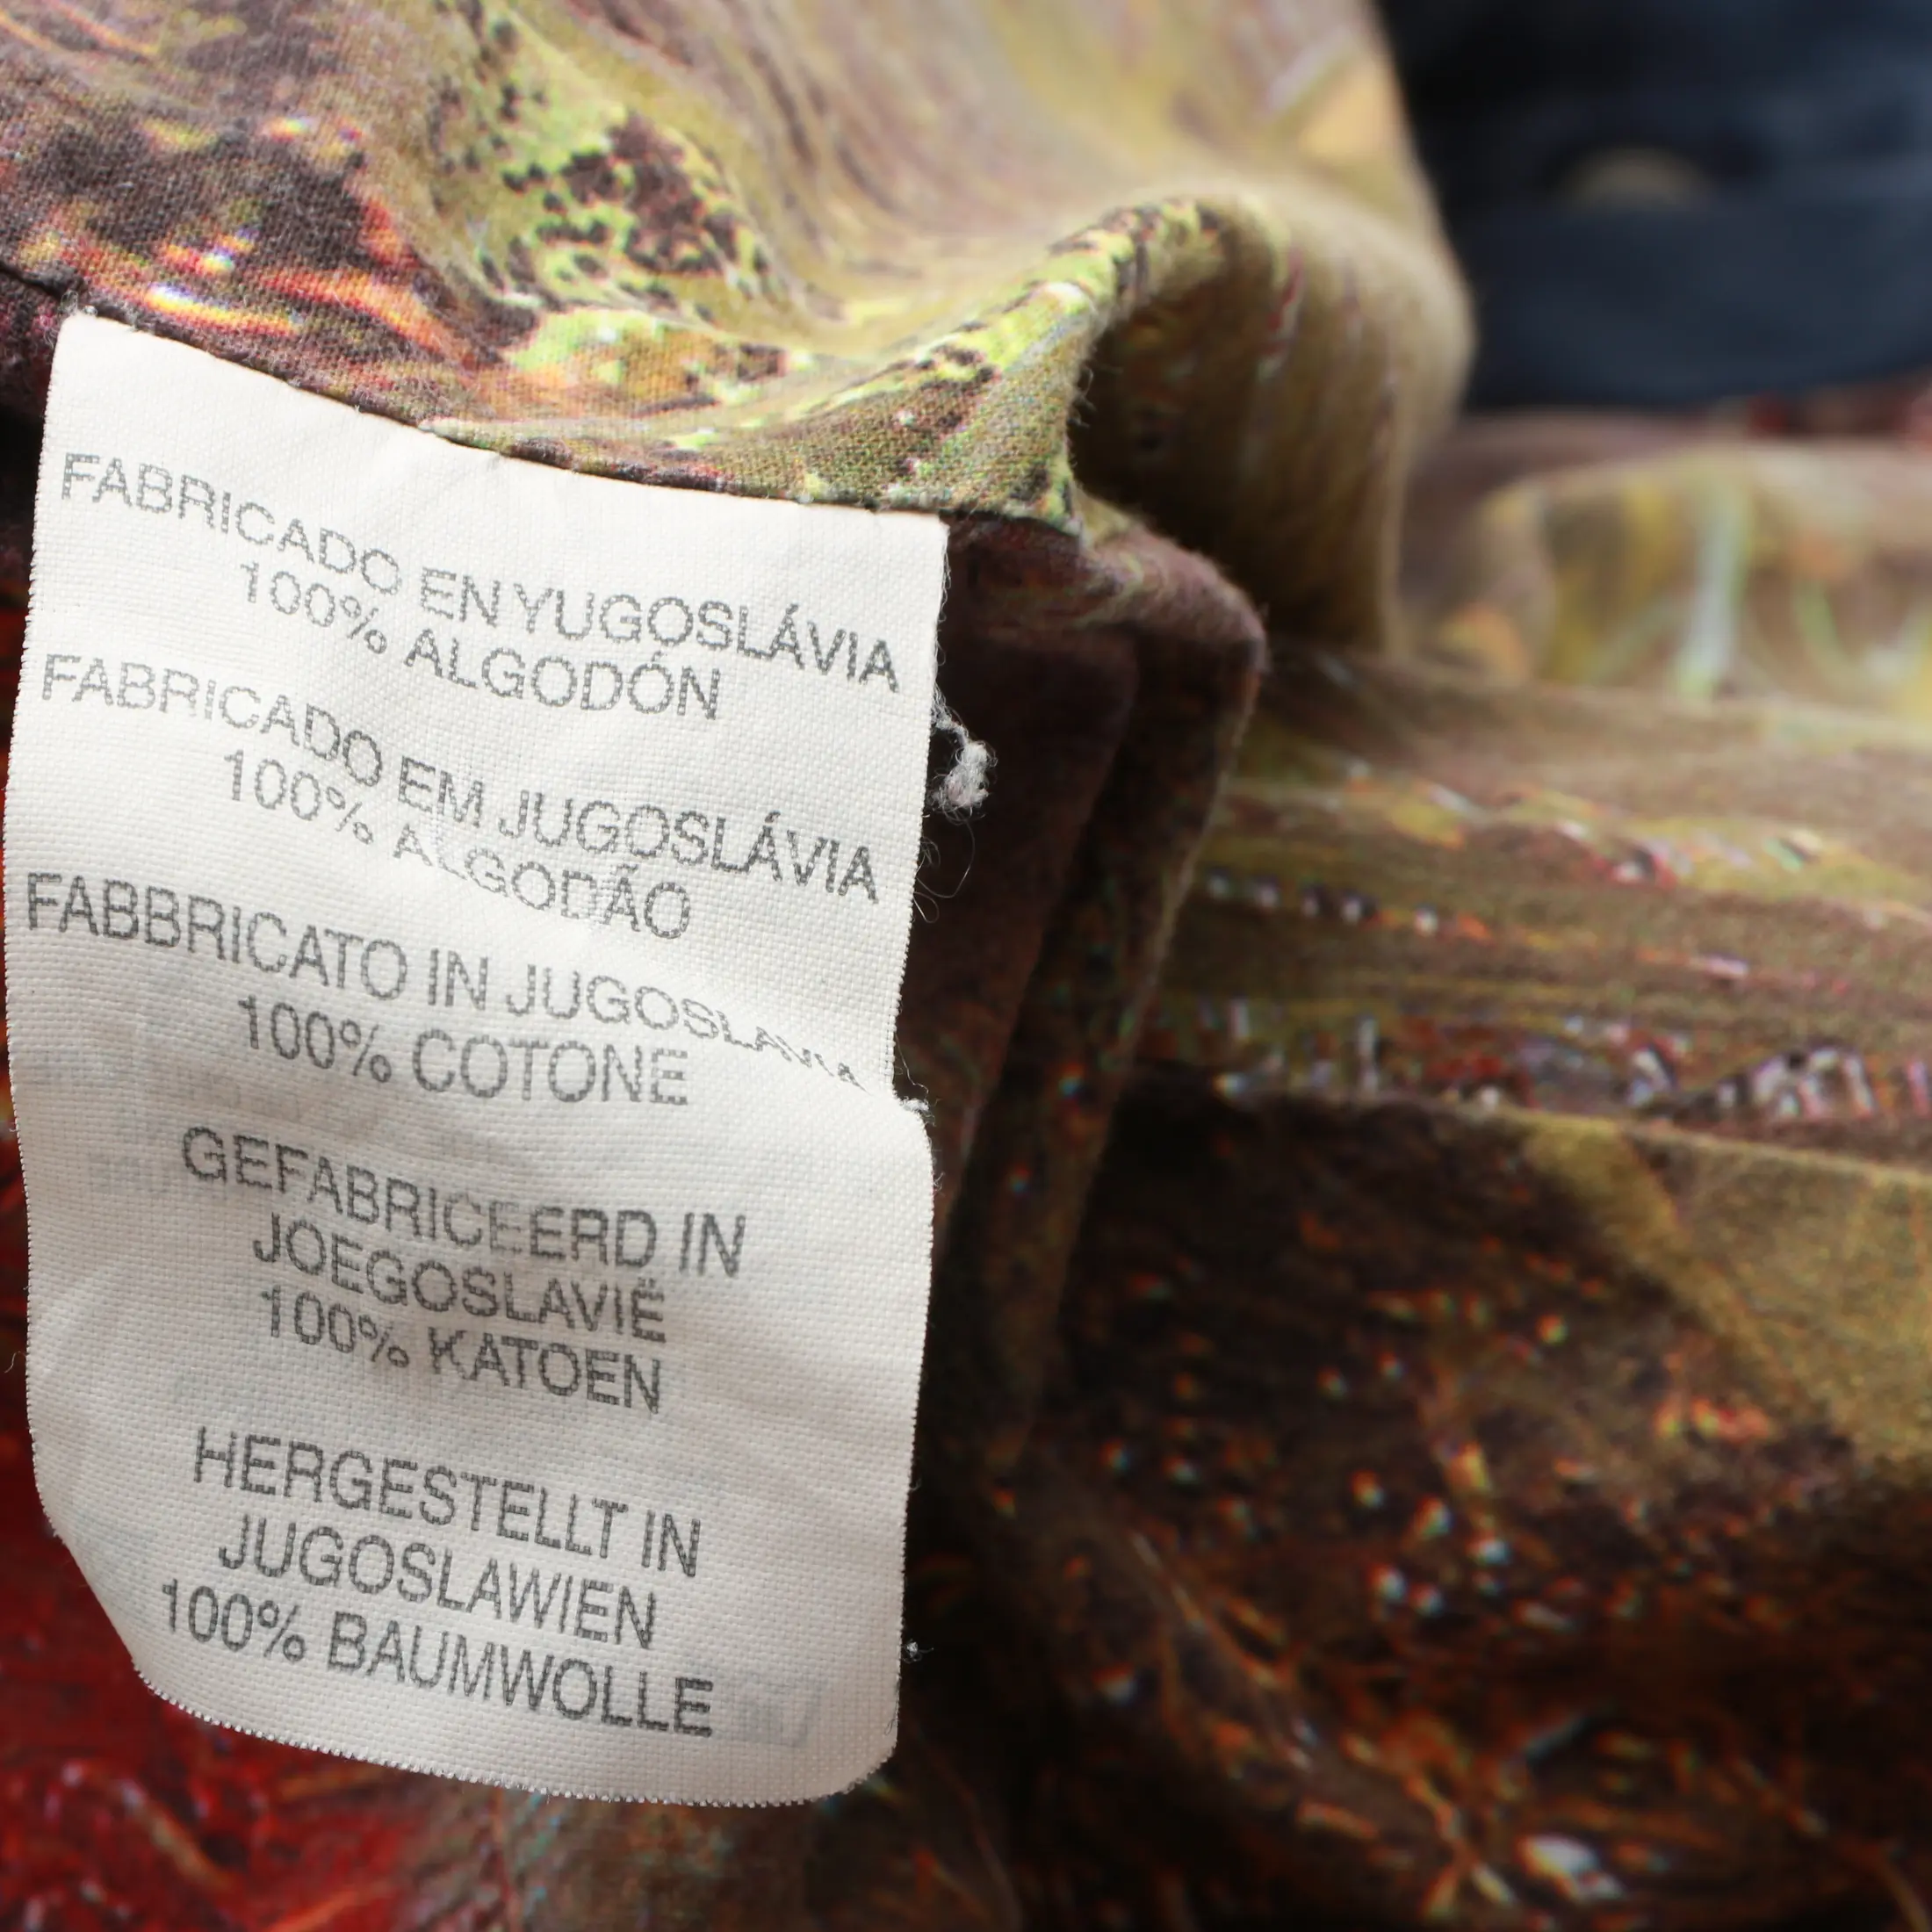 FABRICADO EN YUGOSLÁVIA
100% ALGODÓN
FABRICADO EM JUGOSLÁVIA
100% ALGODÃO
FABBRICATO IN JUGOSLAVIA
100% COTONE
GEFABRICEERD IN
JOEGOSLAVIË
100% KATOEN
HERGESTELLT IN
JUGOSLAWIEN
100% BAUMWOLLE